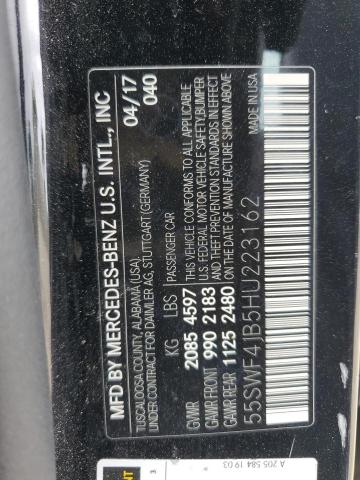 MFD BY MERCEDES-BENZ U.S. INTL., INC
TUSCALOOSA COUNTY, ALABAMA (USA).
MFD IN USA FOR DAIMLER AG, STUTTGART (GERMANY)
04/17
040
KG LBS PASSENGER CAR
GVWR 2085 4597 THIS VEHICLE CONFORMS TO ALL APPLICABLE
GAWR FRONT 990 2183 U.S. FEDERAL MOTOR VEHICLE SAFETY,BUMPER
GAWR REAR 1125 2480 AND THEFT PREVENTION STANDARDS IN EFFECT ON THE DATE OF MANUFACTURE SHOWN ABOVE.
55SWF4JB5HU223162
A 205 584 19 03
3